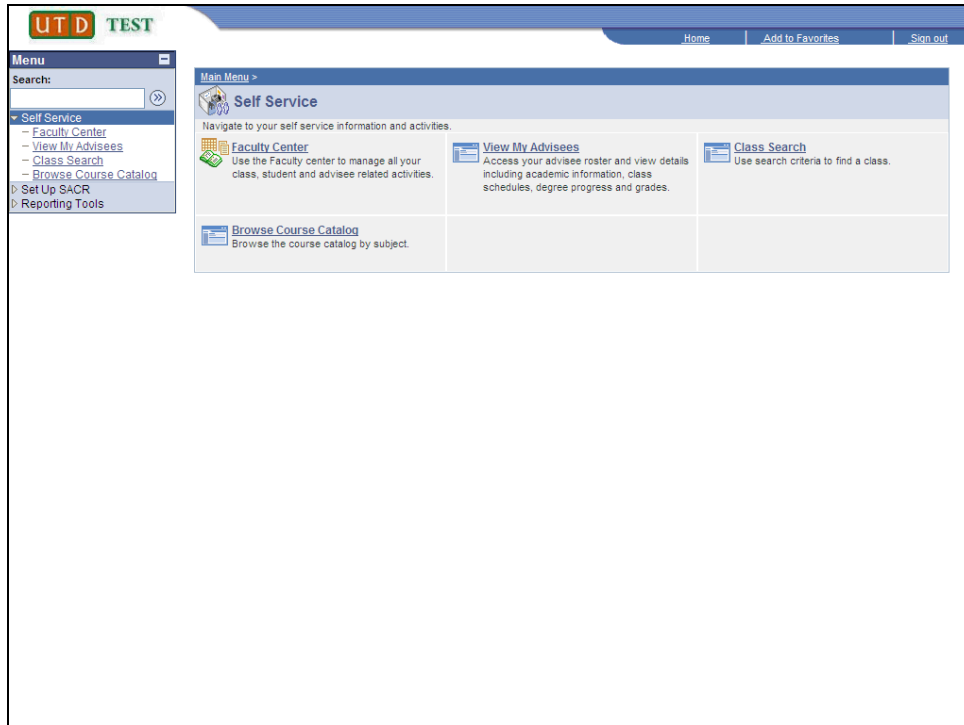 UTD TEST
Home Add to Favorites Sign out
Menu
Search:
Self Service
Faculty Center
View My Advisees
Class Search
Browse Course Catalog
Set Up SACR
Reporting Tools
Main Menu >
Self Service
Navigate to your self service information and activities.
Faculty Center
Use the Faculty center to manage all your
class, student and advisee related activities.
View My Advisees
Access your advisee roster and view details
including academic information, class
schedules, degree progress and grades.
Class Search
Use search criteria to find a class.
Browse Course Catalog
Browse the course catalog by subject.